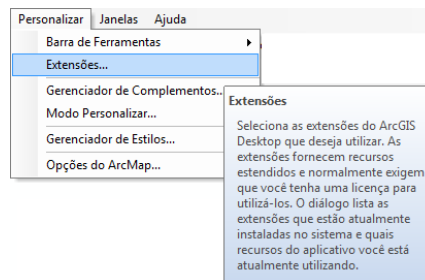 Personalizar Janelas Ajuda
Barra de Ferramentas
Extensões...
Gerenciador de Complementos...
Modo Personalizar...
Gerenciador de Estilos...
Opções do ArcMap...
Extensões
Seleciona as extensões do ArcGIS
Desktop que deseja utilizar. As
extensões fornecem recursos
estendidos e normalmente exigem
que você tenha uma licença para
utilizá-los. O diálogo lista as
extensões que estão atualmente
instaladas no sistema e quais
recursos do aplicativo você está
atualmente utilizando.